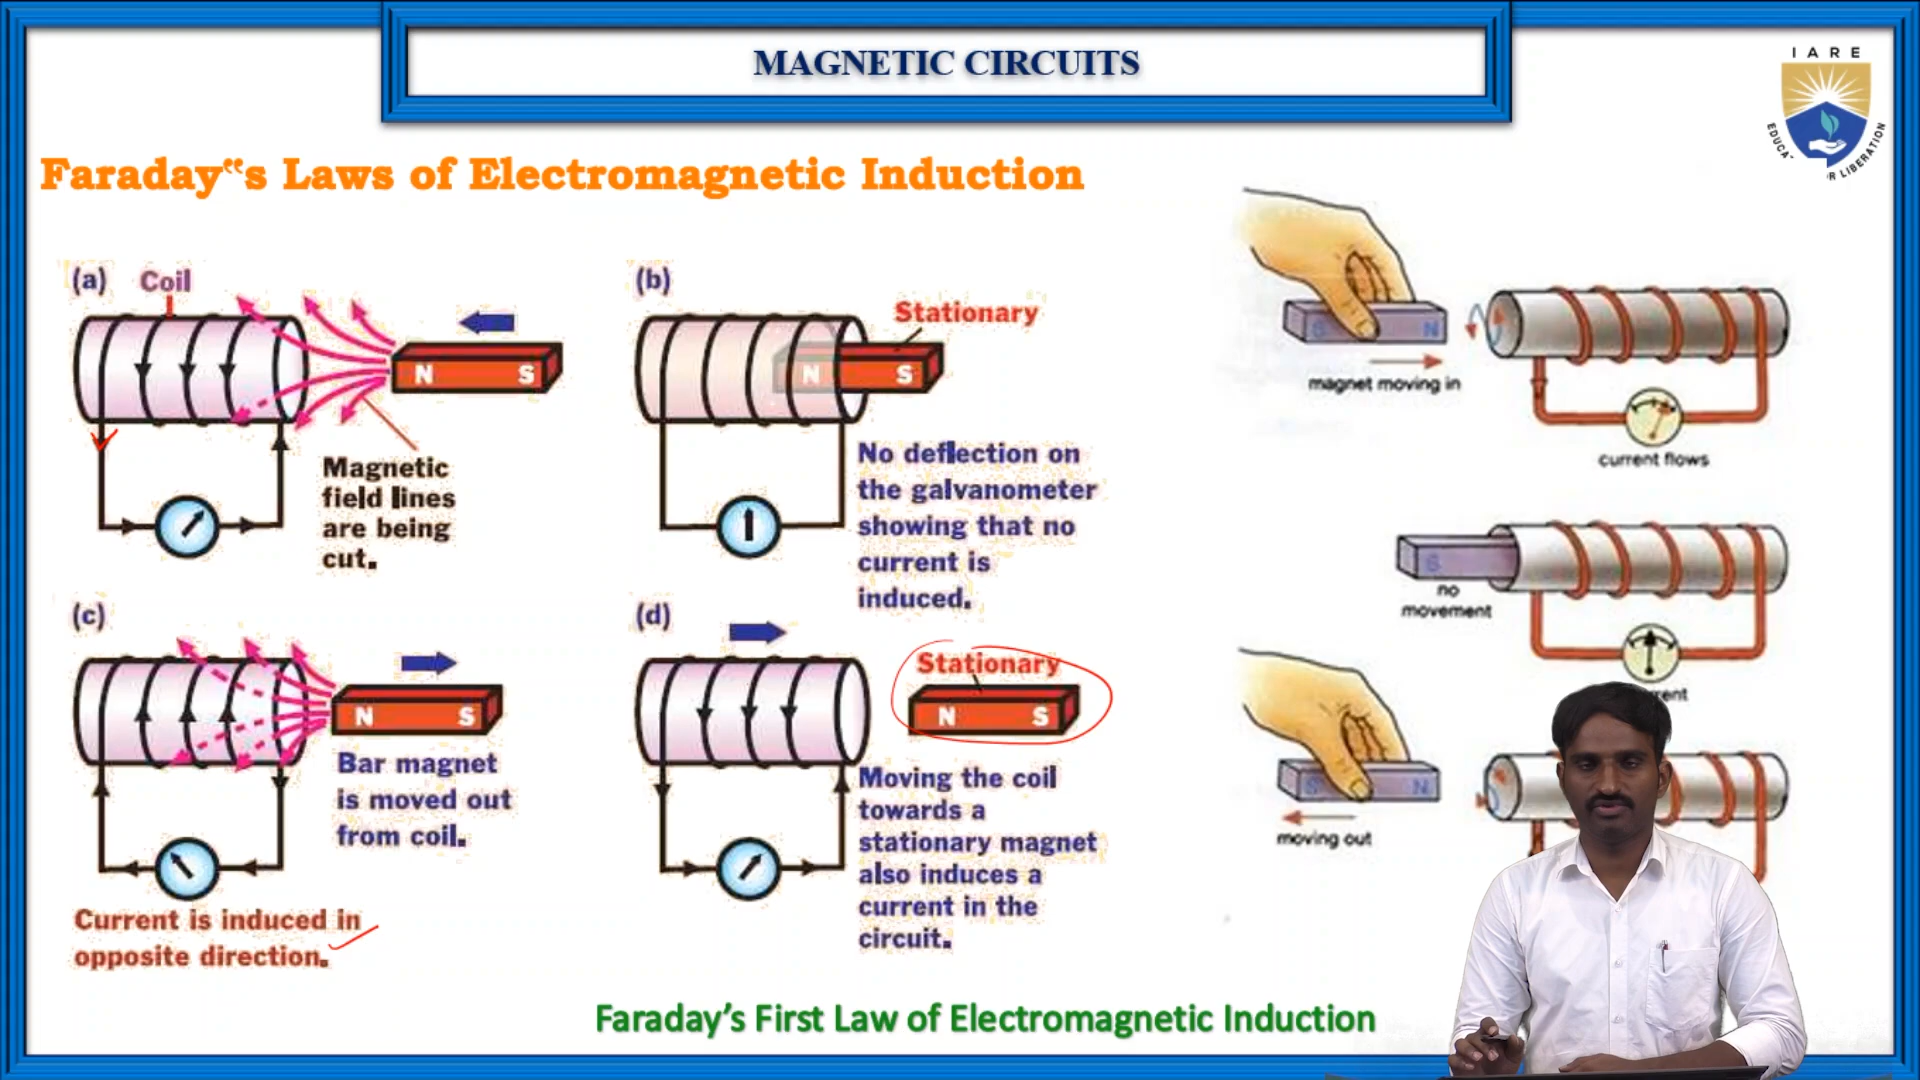 MAGNETIC CIRCUITS
I A R E
Faraday‟s Laws of Electromagnetic Induction
(a) Coil
N S
Magnetic
field lines
are being
cut.
(b)
Stationary
N S
No deflection on
the galvanometer
showing that no
current is
induced.
S N
magnet moving in
current flows
S
no
movement
(c)
N S
Bar magnet
is moved out
from coil.
Current is induced in
opposite direction.
(d)
Stationary
N S
Moving the coil
towards a
stationary magnet
also induces a
current in the
circuit.
S N
moving out
Faraday's First Law of Electromagnetic Induction
LIBERATION